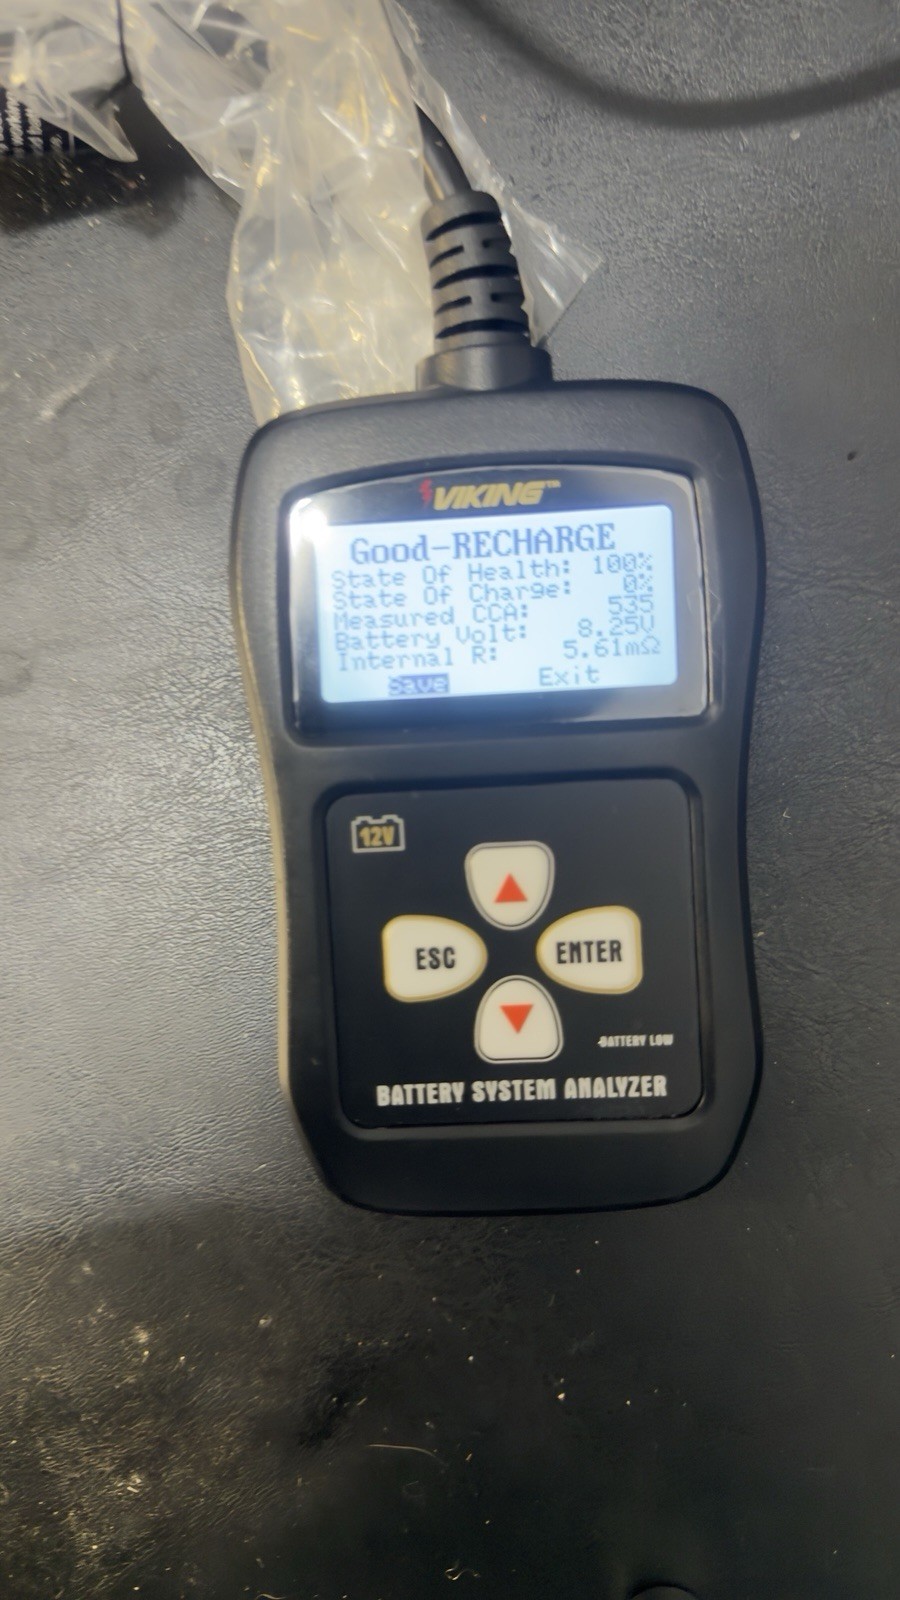 VIKING™
Good-RECHARGE
State Of Health: 100%
State Of Charge: 0%
Measured CCA: 535
Battery Volt: 8.25V
Internal R: 5.61mΩ
Save Exit
12V
ESC ENTER
-BATTERY LOW
BATTERY SYSTEM ANALYZER